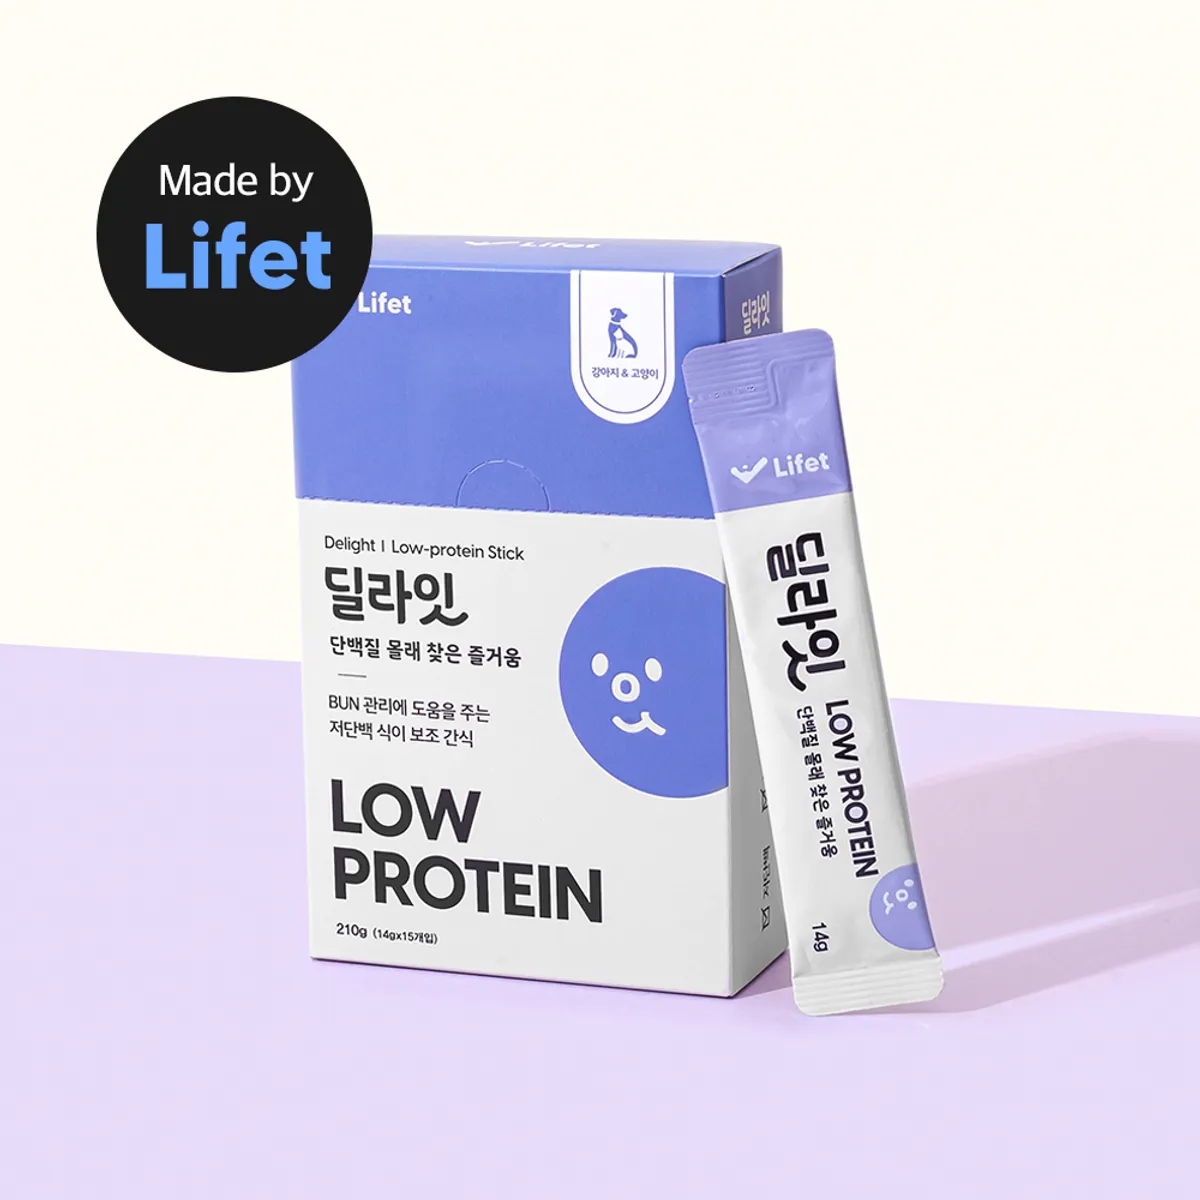 Made by
Lifet
Lifet
Lifet
강아지 & 고양이
딜라잇
Delight | Low-protein Stick
딜라잇
단백질 몰래 찾은 즐거움
BUN 관리에 도움을 주는
저단백 식이 보조 간식
LOW
PROTEIN
210g (14gx15개입)
Lifet
딜라잇
LOW PROTEIN
단백질 몰래 찾은 즐거움
14g